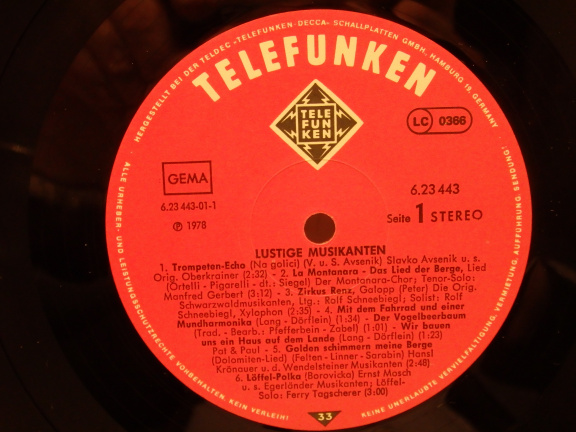 HERGESTELLT BEI DER TELDEC »TELEFUNKEN-DECCA« SCHALLPLATTEN GMBH, HAMBURG 19, GERMANY
TELEFUNKEN
TELE
FUN
KEN
LC 0366
GEMA
6.23 443-01-1
Ⓟ 1978
6.23 443
Seite 1 STEREO
LUSTIGE MUSIKANTEN
1. Trompeten-Echo (Na golici) (V. u. S. Avsenik) Slavko Avsenik u. s.
Orig. Oberkrainer (2:32) - 2. La Montanara - Das Lied der Berge, Lied
(Örtelli - Pigarelli - dt.: Siegel) Der Montanara-Chor; Tenor-Solo:
Manfred Gerbert (3:12) - 3. Zirkus Renz, Galopp (Peter) Die Orig.
Schwarzwaldmusikanten, Ltg.: Rolf Schneebiegl; Solist: Rolf
Schneebiegl, Xylophon (2:35) - 4. Mit dem Fahrrad und einer
Mundharmonika (Lang - Dörflein) (1:34) - Der Vogelbeerbaum
(Trad. - Bearb.: Pfefferbein - Zabel) (1:01) - Wir bauen
uns ein Haus auf dem Lande (Lang - Dörflein) (1:23)
Pat & Paul - 5. Golden schimmern meine Berge
(Dolomiten-Lied) (Felten - Linner - Sarabin) Hansl
Krönauer u. d. Wendelsteiner Musikanten (2:48)
6. Löffel-Polka (Borovicka) Ernst Mosch
u. s. Egerländer Musikanten; Löffel-
Solo: Ferry Tagscherer (3:00)
33
ALLE URHEBER- UND LEISTUNGSSCHUTZRECHTE VORBEHALTEN. KEIN VERLEIH!
KEINE UNERLAUBTE VERVIELFÄLTIGUNG, VERMIETUNG, AUFFÜHRUNG, SENDUNG!